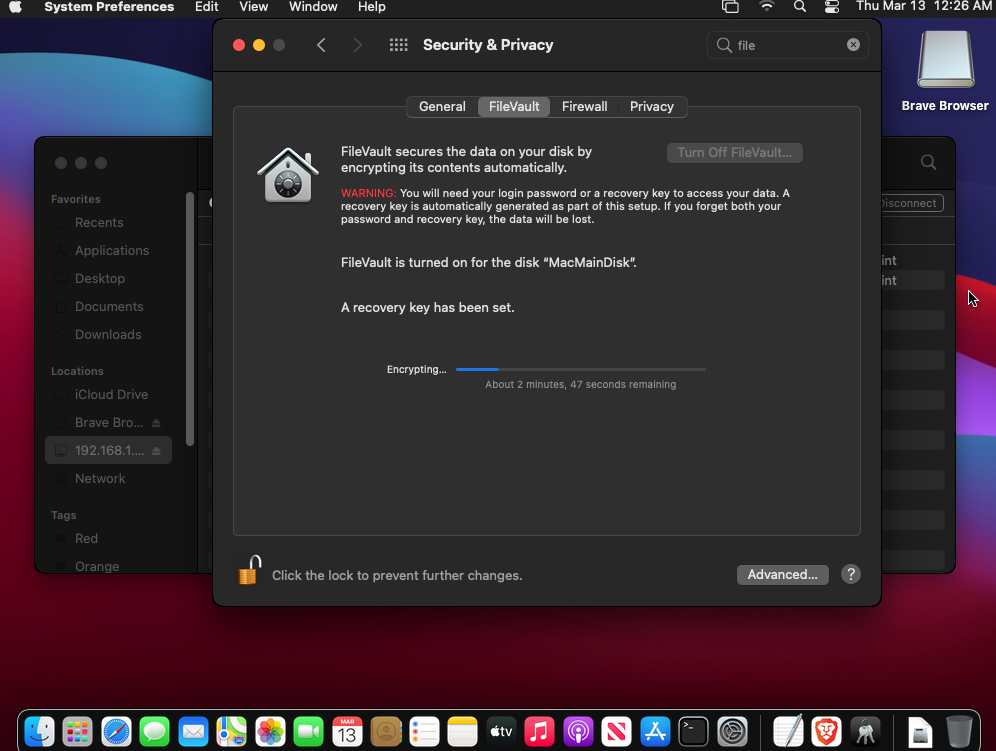 System Preferences Edit View Window Help Thu Mar 13 12:26 AM
Security & Privacy
file
Brave Browser
General FileVault Firewall Privacy
FileVault secures the data on your disk by
encrypting its contents automatically.
Turn Off FileVault...
WARNING: You will need your login password or a recovery key to access your data. A
recovery key is automatically generated as part of this setup. If you forget both your
password and recovery key, the data will be lost.
FileVault is turned on for the disk “MacMainDisk”.
A recovery key has been set.
Encrypting...
About 2 minutes, 47 seconds remaining
Click the lock to prevent further changes.
Advanced... ?
Favorites
Recents
Applications
Desktop
Documents
Downloads
Locations
iCloud Drive
Brave Bro...
192.168.1....
Network
Tags
Red
Orange
Disconnect
int
int
MAR
13
tv